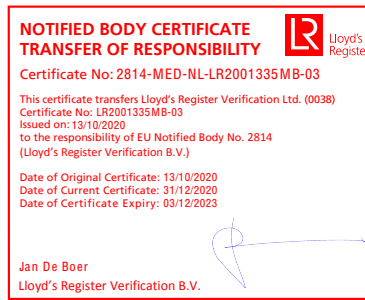 NOTIFIED BODY CERTIFICATE
TRANSFER OF RESPONSIBILITY
LR
Lloyd's
Register
Certificate No: 2814-MED-NL-LR2001335MB-03
This certificate transfers Lloyd's Register Verification Ltd. (0038)
Certificate No: LR2001335MB-03
Issued on: 13/10/2020
to the responsibility of EU Notified Body No. 2814
(Lloyd's Register Verification B.V.)
Date of Original Certificate: 13/10/2020
Date of Current Certificate: 31/12/2020
Date of Certificate Expiry: 03/12/2023
Jan De Boer
Lloyd's Register Verification B.V.